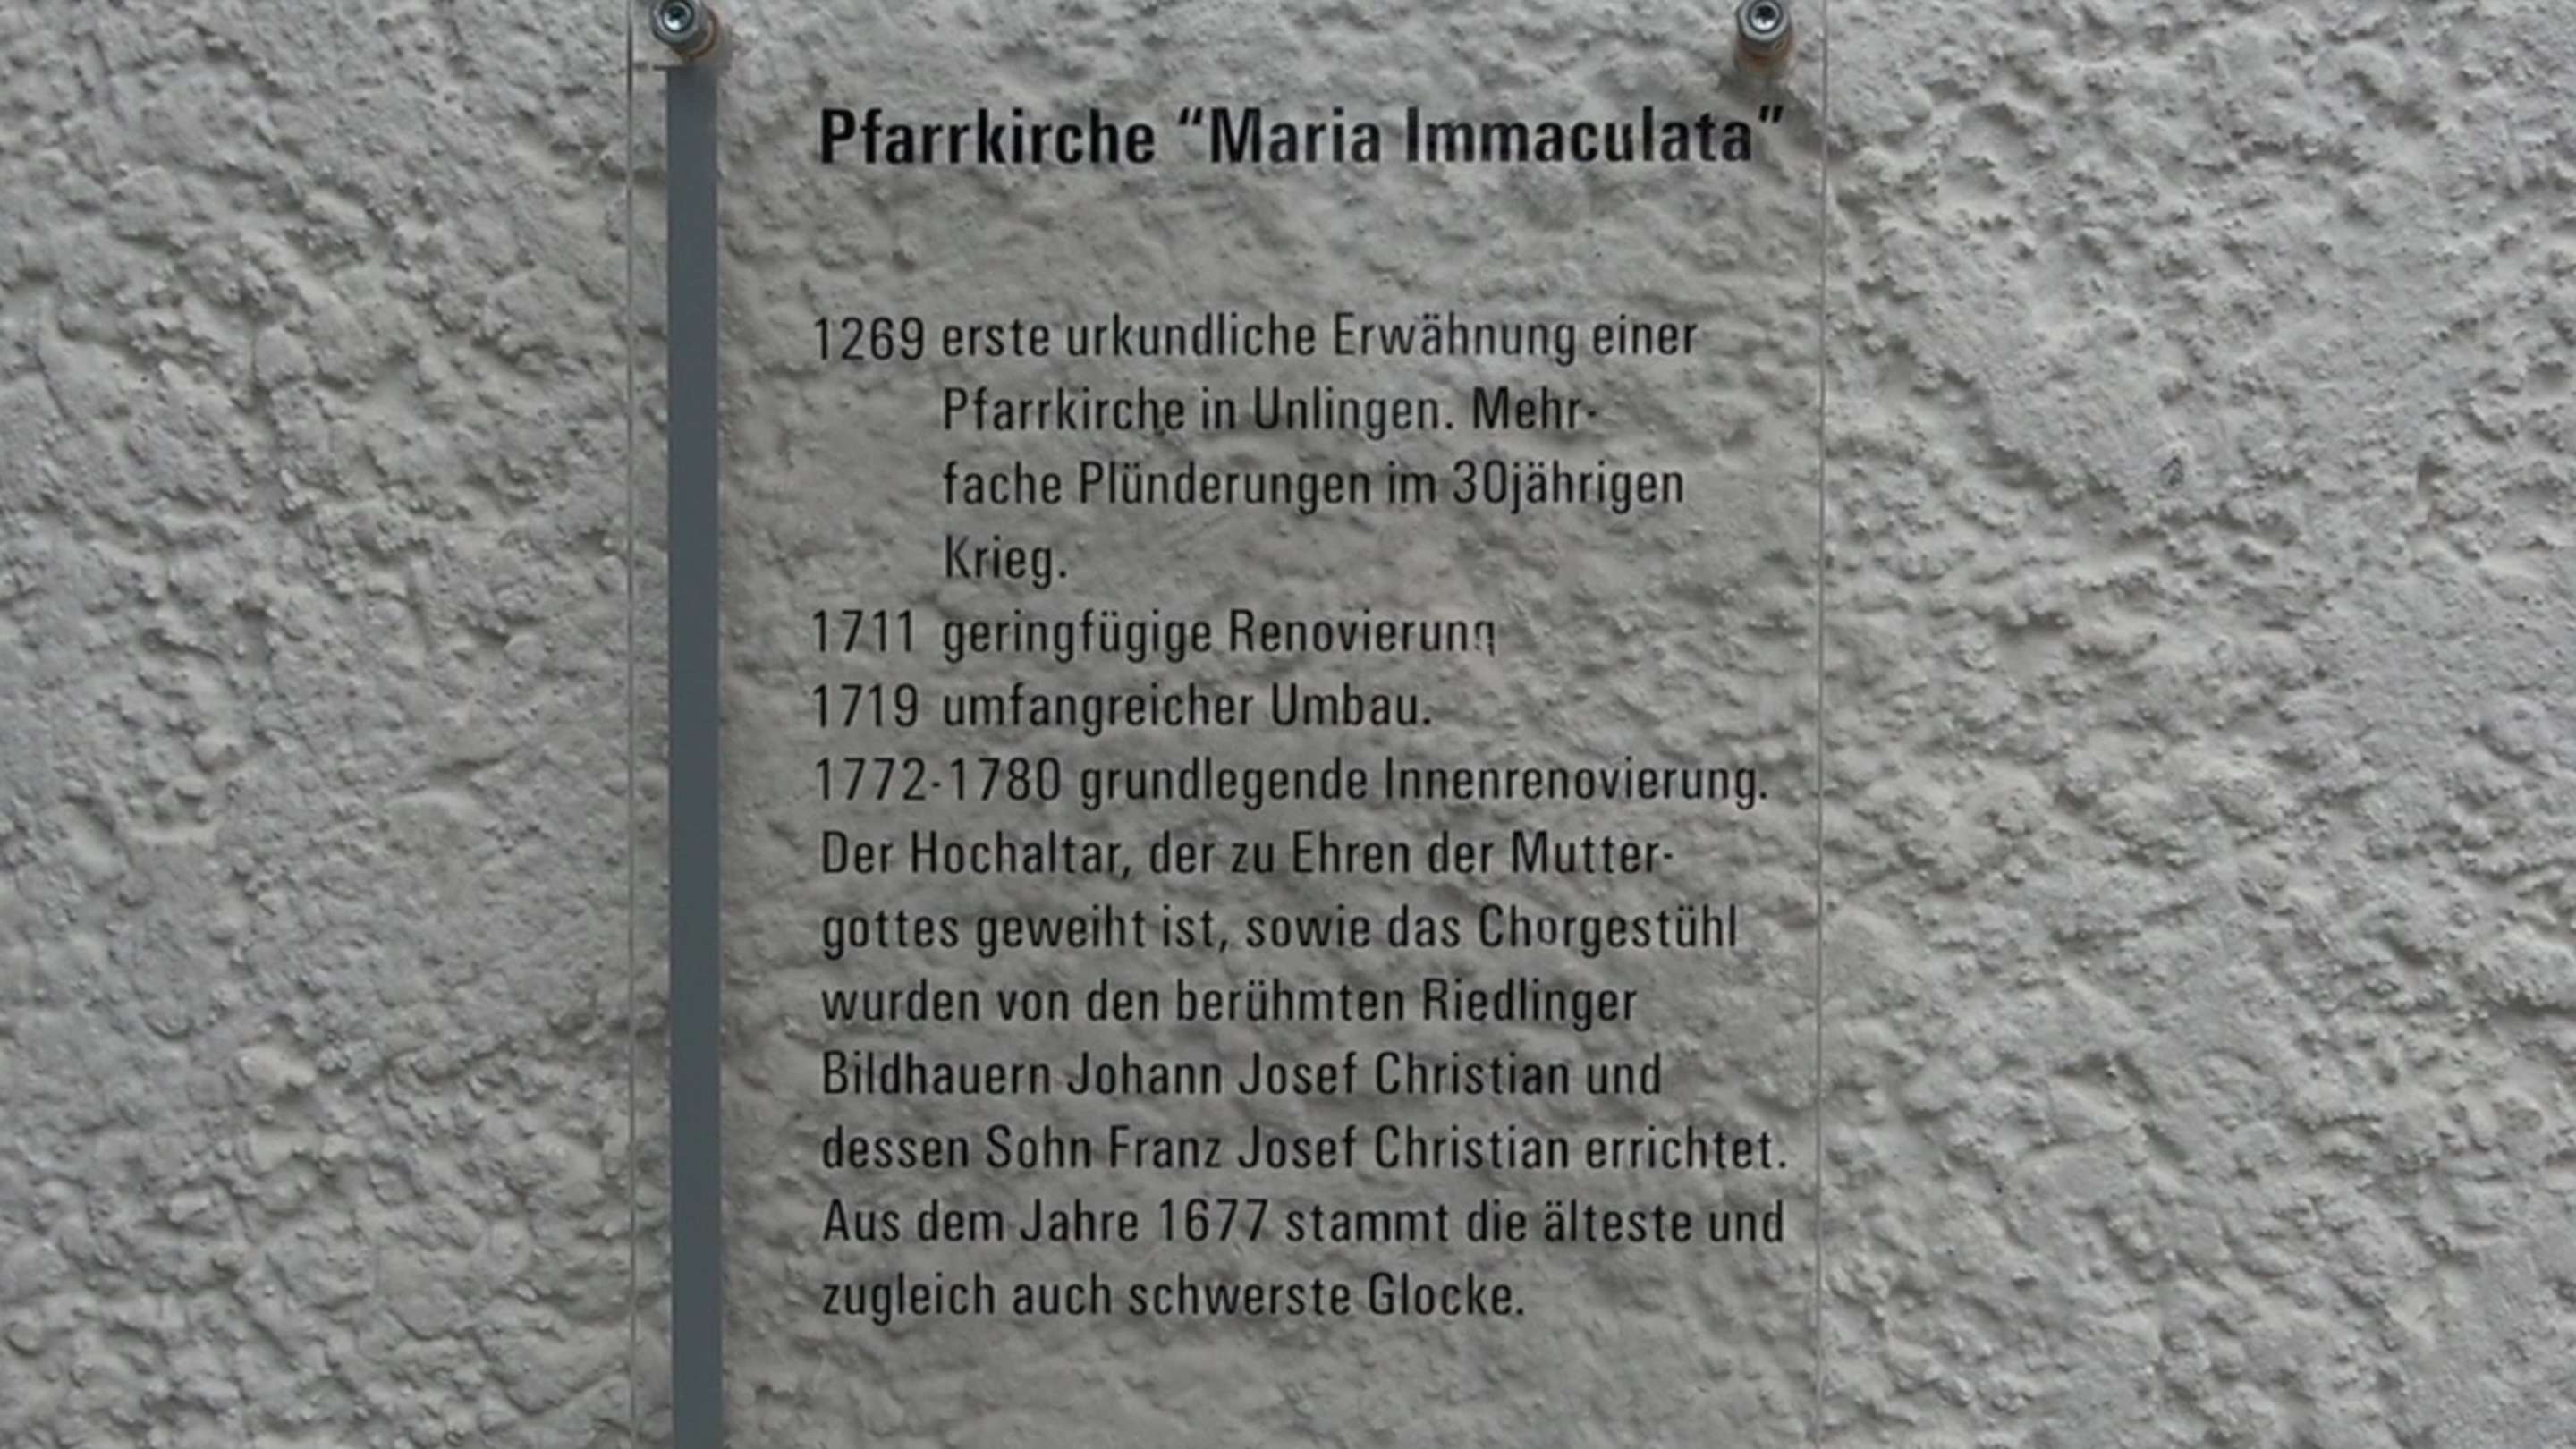 Pfarrkirche “Maria Immaculata”
1269 erste urkundliche Erwähnung einer
Pfarrkirche in Unlingen. Mehr-
fache Plünderungen im 30jährigen
Krieg.
1711 geringfügige Renovierung
1719 umfangreicher Umbau.
1772-1780 grundlegende Innenrenovierung.
Der Hochaltar, der zu Ehren der Mutter-
gottes geweiht ist, sowie das Chorgestühl
wurden von den berühmten Riedlinger
Bildhauern Johann Josef Christian und
dessen Sohn Franz Josef Christian errichtet.
Aus dem Jahre 1677 stammt die älteste und
zugleich auch schwerste Glocke.